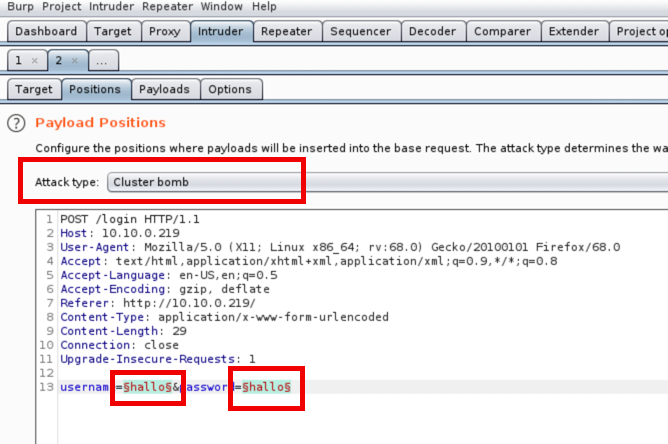 Burp Project Intruder Repeater Window Help
Dashboard Target Proxy Intruder Repeater Sequencer Decoder Comparer Extender Project op
1 × 2 × ...
Target Positions Payloads Options
? Payload Positions
Configure the positions where payloads will be inserted into the base request. The attack type determines the wa
Attack type: Cluster bomb
1 POST /login HTTP/1.1
2 Host: 10.10.0.219
3 User-Agent: Mozilla/5.0 (X11; Linux x86_64; rv:68.0) Gecko/20100101 Firefox/68.0
4 Accept: text/html,application/xhtml+xml,application/xml;q=0.9,*/*;q=0.8
5 Accept-Language: en-US,en;q=0.5
6 Accept-Encoding: gzip, deflate
7 Referer: http://10.10.0.219/
8 Content-Type: application/x-www-form-urlencoded
9 Content-Length: 29
10 Connection: close
11 Upgrade-Insecure-Requests: 1
12
13 username=§hallo§&password=§hallo§